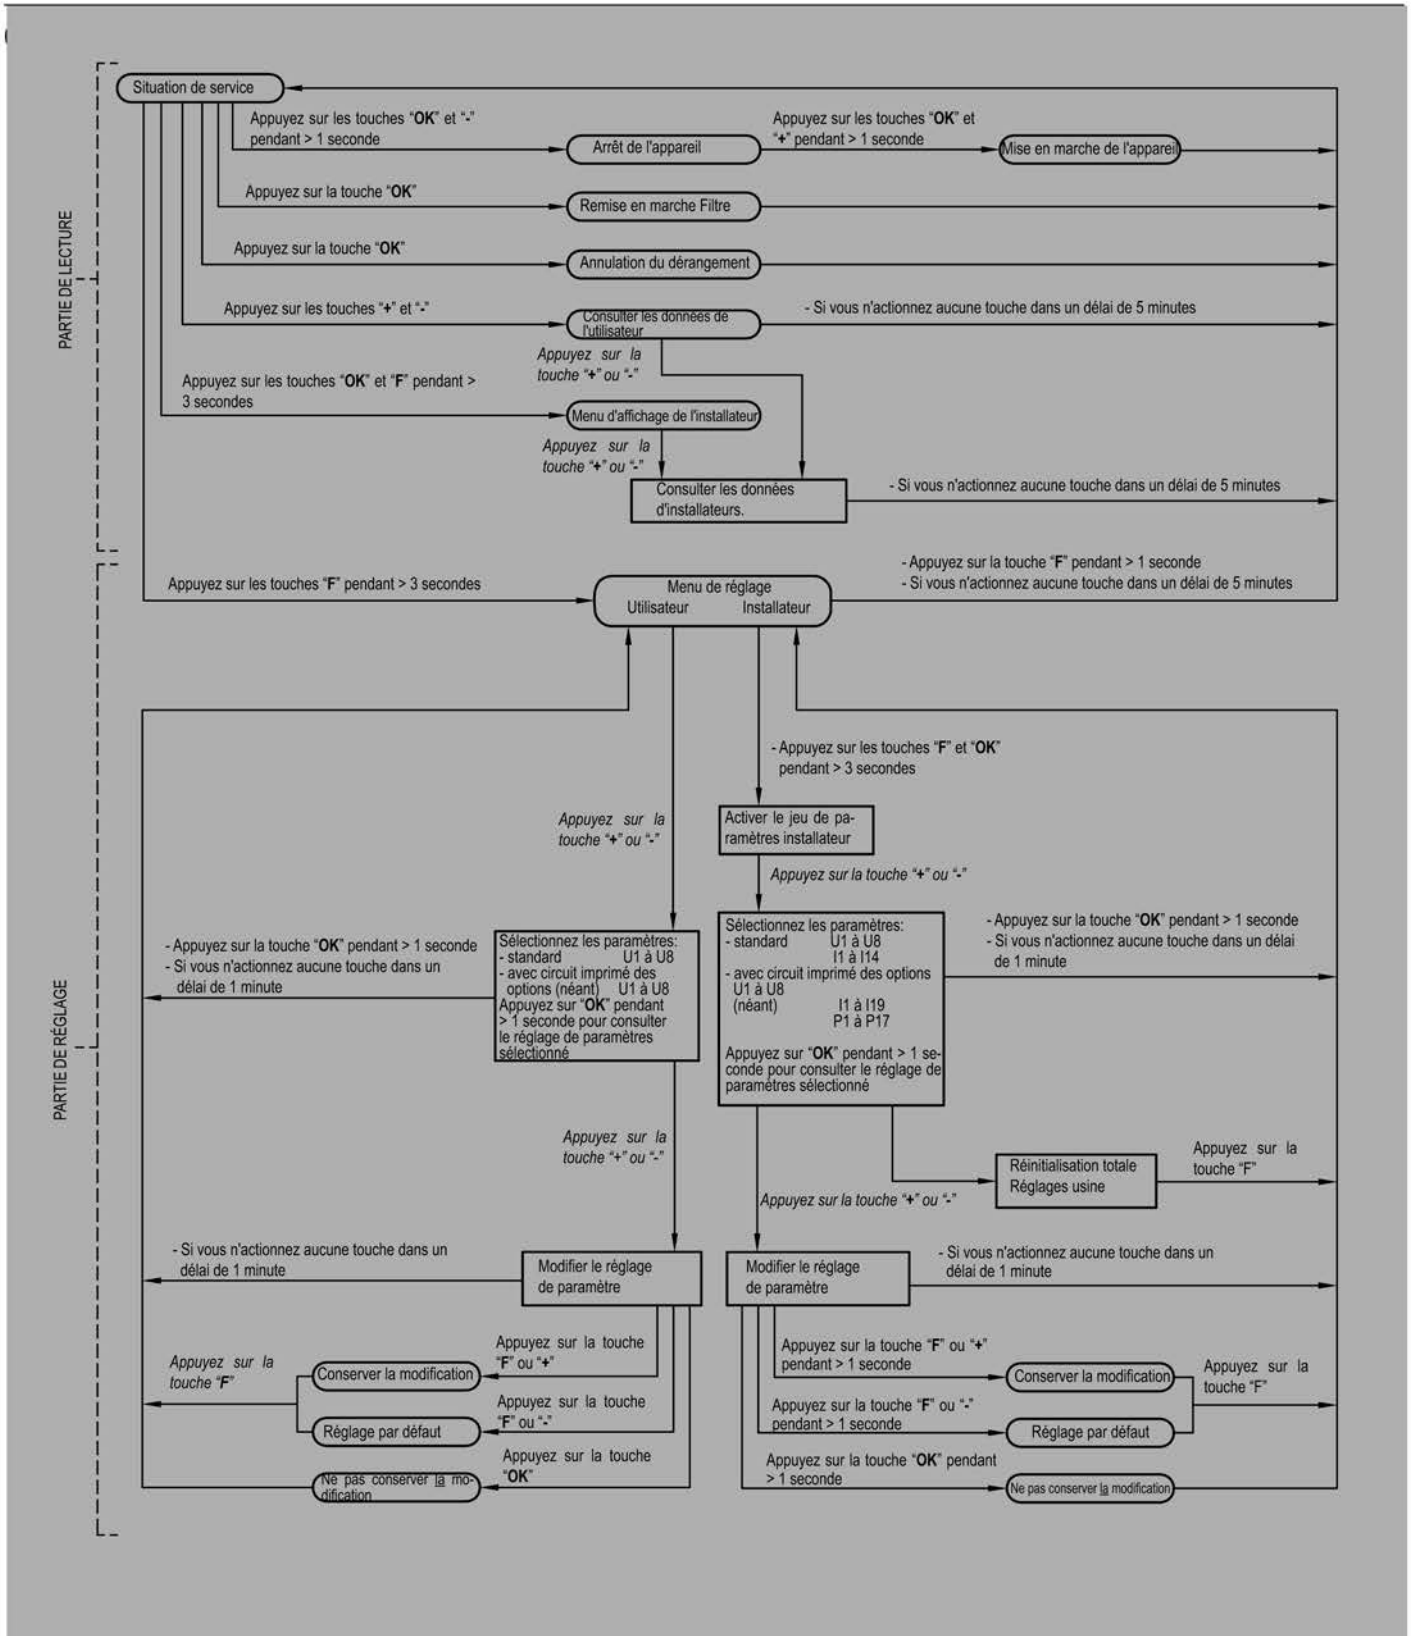 Situation de service
Appuyez sur les touches “OK” et “-”
pendant > 1 seconde
Arrêt de l'appareil
Appuyez sur les touches “OK” et
“+” pendant > 1 seconde
Mise en marche de l'appareil
Appuyez sur la touche “OK”
Remise en marche Filtre
Appuyez sur la touche “OK”
Annulation du dérangement
Appuyez sur les touches “+” et “-”
Consulter les données de
l'utilisateur
- Si vous n'actionnez aucune touche dans un délai de 5 minutes
Appuyez sur la
touche “+” ou “-”
Appuyez sur les touches “OK” et “F” pendant >
3 secondes
Menu d'affichage de l'installateur
Appuyez sur la
touche “+” ou “-”
Consulter les données
d'installateurs.
- Si vous n'actionnez aucune touche dans un délai de 5 minutes
PARTIE DE LECTURE
Appuyez sur les touches “F” pendant > 3 secondes
Menu de réglage
Utilisateur Installateur
- Appuyez sur la touche “F” pendant > 1 seconde
- Si vous n'actionnez aucune touche dans un délai de 5 minutes
- Appuyez sur les touches “F” et “OK”
pendant > 3 secondes
Appuyez sur la
touche “+” ou “-”
Activer le jeu de pa-
ramètres installateur
Appuyez sur la touche “+” ou “-”
- Appuyez sur la touche “OK” pendant > 1 seconde
- Si vous n'actionnez aucune touche dans un
délai de 1 minute
Sélectionnez les paramètres:
- standard U1 à U8
- avec circuit imprimé des
options (néant) U1 à U8
Appuyez sur “OK” pendant
> 1 seconde pour consulter
le réglage de paramètres
sélectionné
Sélectionnez les paramètres:
- standard U1 à U8
I1 à I14
- avec circuit imprimé des options
U1 à U8
(néant) I1 à I19
P1 à P17
Appuyez sur “OK” pendant > 1 se-
conde pour consulter le réglage de
paramétres sélectionné
- Appuyez sur la touche “OK” pendant > 1 seconde
- Si vous n'actionnez aucune touche dans un délai
de 1 minute
PARTIE DE RÉGLAGE
Appuyez sur la
touche “+” ou “-”
Appuyez sur la touche “+” ou “-”
Réinitialisation totale
Réglages usine
Appuyez sur la
touche “F”
- Si vous n'actionnez aucune touche dans un
délai de 1 minute
Modifier le réglage
de paramètre
Modifier le réglage
de paramètre
- Si vous n'actionnez aucune touche dans un
délai de 1 minute
Appuyez sur la
touche “F”
Conserver la modification
Appuyez sur la touche
“F” ou “+”
Réglage par défaut
Appuyez sur la touche
“F” ou “-”
Ne pas conserver la mo-
dification
Appuyez sur la touche
“OK”
Appuyez sur la touche “F” ou “+”
pendant > 1 seconde
Conserver la modification
Appuyez sur la touche “F” ou “-”
pendant > 1 seconde
Réglage par défaut
Appuyez sur la
touche “F”
Appuyez sur la touche “OK” pendant
> 1 seconde
Ne pas conserver la modification